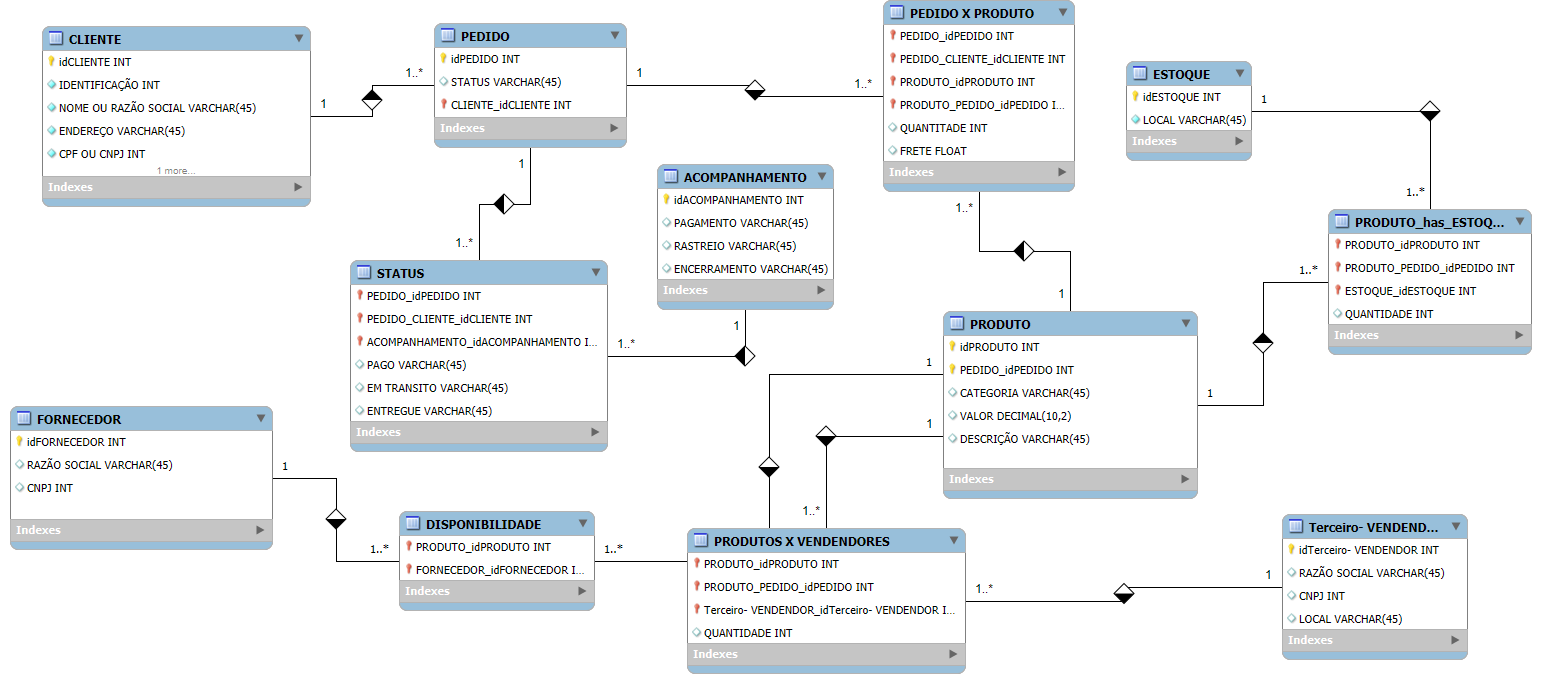 CLIENTE
idCLIENTE INT
IDENTIFICAÇÃO INT
NOME OU RAZÃO SOCIAL VARCHAR(45)
ENDEREÇO VARCHAR(45)
CPF OU CNPJ INT
1 more...
Indexes
1
1..*
PEDIDO
idPEDIDO INT
STATUS VARCHAR(45)
CLIENTE_idCLIENTE INT
Indexes
1
1..*
PEDIDO X PRODUTO
PEDIDO_idPEDIDO INT
PEDIDO_CLIENTE_idCLIENTE INT
PRODUTO_idPRODUTO INT
PRODUTO_PEDIDO_idPEDIDO I...
QUANTIDADE INT
FRETE FLOAT
Indexes
ESTOQUE
idESTOQUE INT
LOCAL VARCHAR(45)
Indexes
1
1..*
1
1..*
ACOMPANHAMENTO
idACOMPANHAMENTO INT
PAGAMENTO VARCHAR(45)
RASTREIO VARCHAR(45)
ENCERRAMENTO VARCHAR(45)
Indexes
1
1..*
1..*
1
PRODUTO_has_ESTOQ...
PRODUTO_idPRODUTO INT
PRODUTO_PEDIDO_idPEDIDO INT
ESTOQUE_idESTOQUE INT
QUANTIDADE INT
Indexes
1..*
1
STATUS
PEDIDO_idPEDIDO INT
PEDIDO_CLIENTE_idCLIENTE INT
ACOMPANHAMENTO_idACOMPANHAMENTO I...
PAGO VARCHAR(45)
EM TRANSITO VARCHAR(45)
ENTREGUE VARCHAR(45)
Indexes
PRODUTO
idPRODUTO INT
PEDIDO_idPEDIDO INT
CATEGORIA VARCHAR(45)
VALOR DECIMAL(10,2)
DESCRIÇÃO VARCHAR(45)
Indexes
1
1
1..*
FORNECEDOR
idFORNECEDOR INT
RAZÃO SOCIAL VARCHAR(45)
CNPJ INT
Indexes
1
1..*
DISPONIBILIDADE
PRODUTO_idPRODUTO INT
FORNECEDOR_idFORNECEDOR I...
Indexes
1..*
PRODUTOS X VENDEDORES
PRODUTO_idPRODUTO INT
PRODUTO_PEDIDO_idPEDIDO INT
Terceiro- VENDENDOR_idTerceiro- VENDENDOR I...
QUANTIDADE INT
Indexes
1..*
1
Terceiro- VENDEND...
idTerceiro- VENDENDOR INT
RAZÃO SOCIAL VARCHAR(45)
CNPJ INT
LOCAL VARCHAR(45)
Indexes